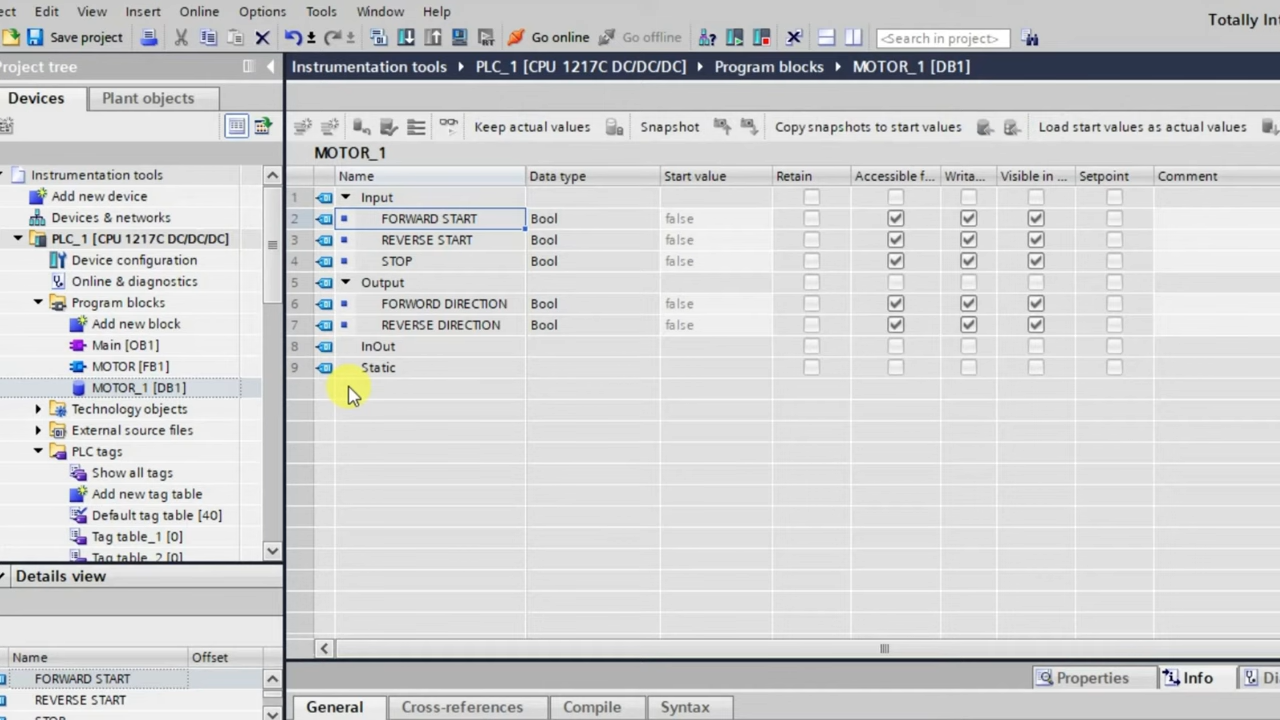 ect Edit View Insert Online Options Tools Window Help
Totally Int
Save project Go online Go offline <Search in project>
Project tree
Instrumentation tools PLC_1 [CPU 1217C DC/DC/DC] Program blocks MOTOR_1 [DB1]
Devices Plant objects
Keep actual values Snapshot Copy snapshots to start values Load start values as actual values
MOTOR_1
Name Data type Start value Retain Accessible f... Writa... Visible in ... Setpoint Comment
1 Input
2 FORWARD START Bool false
3 REVERSE START Bool false
4 STOP Bool false
5 Output
6 FORWORD DIRECTION Bool false
7 REVERSE DIRECTION Bool false
8 InOut
9 Static
Instrumentation tools
Add new device
Devices & networks
PLC_1 [CPU 1217C DC/DC/DC]
Device configuration
Online & diagnostics
Program blocks
Add new block
Main [OB1]
MOTOR [FB1]
MOTOR_1 [DB1]
Technology objects
External source files
PLC tags
Show all tags
Add new tag table
Default tag table [40]
Tag table_1 [0]
Tag table_2 [0]
Details view
Name Offset
FORWARD START
REVERSE START
STOP
Properties Info Di
General Cross-references Compile Syntax